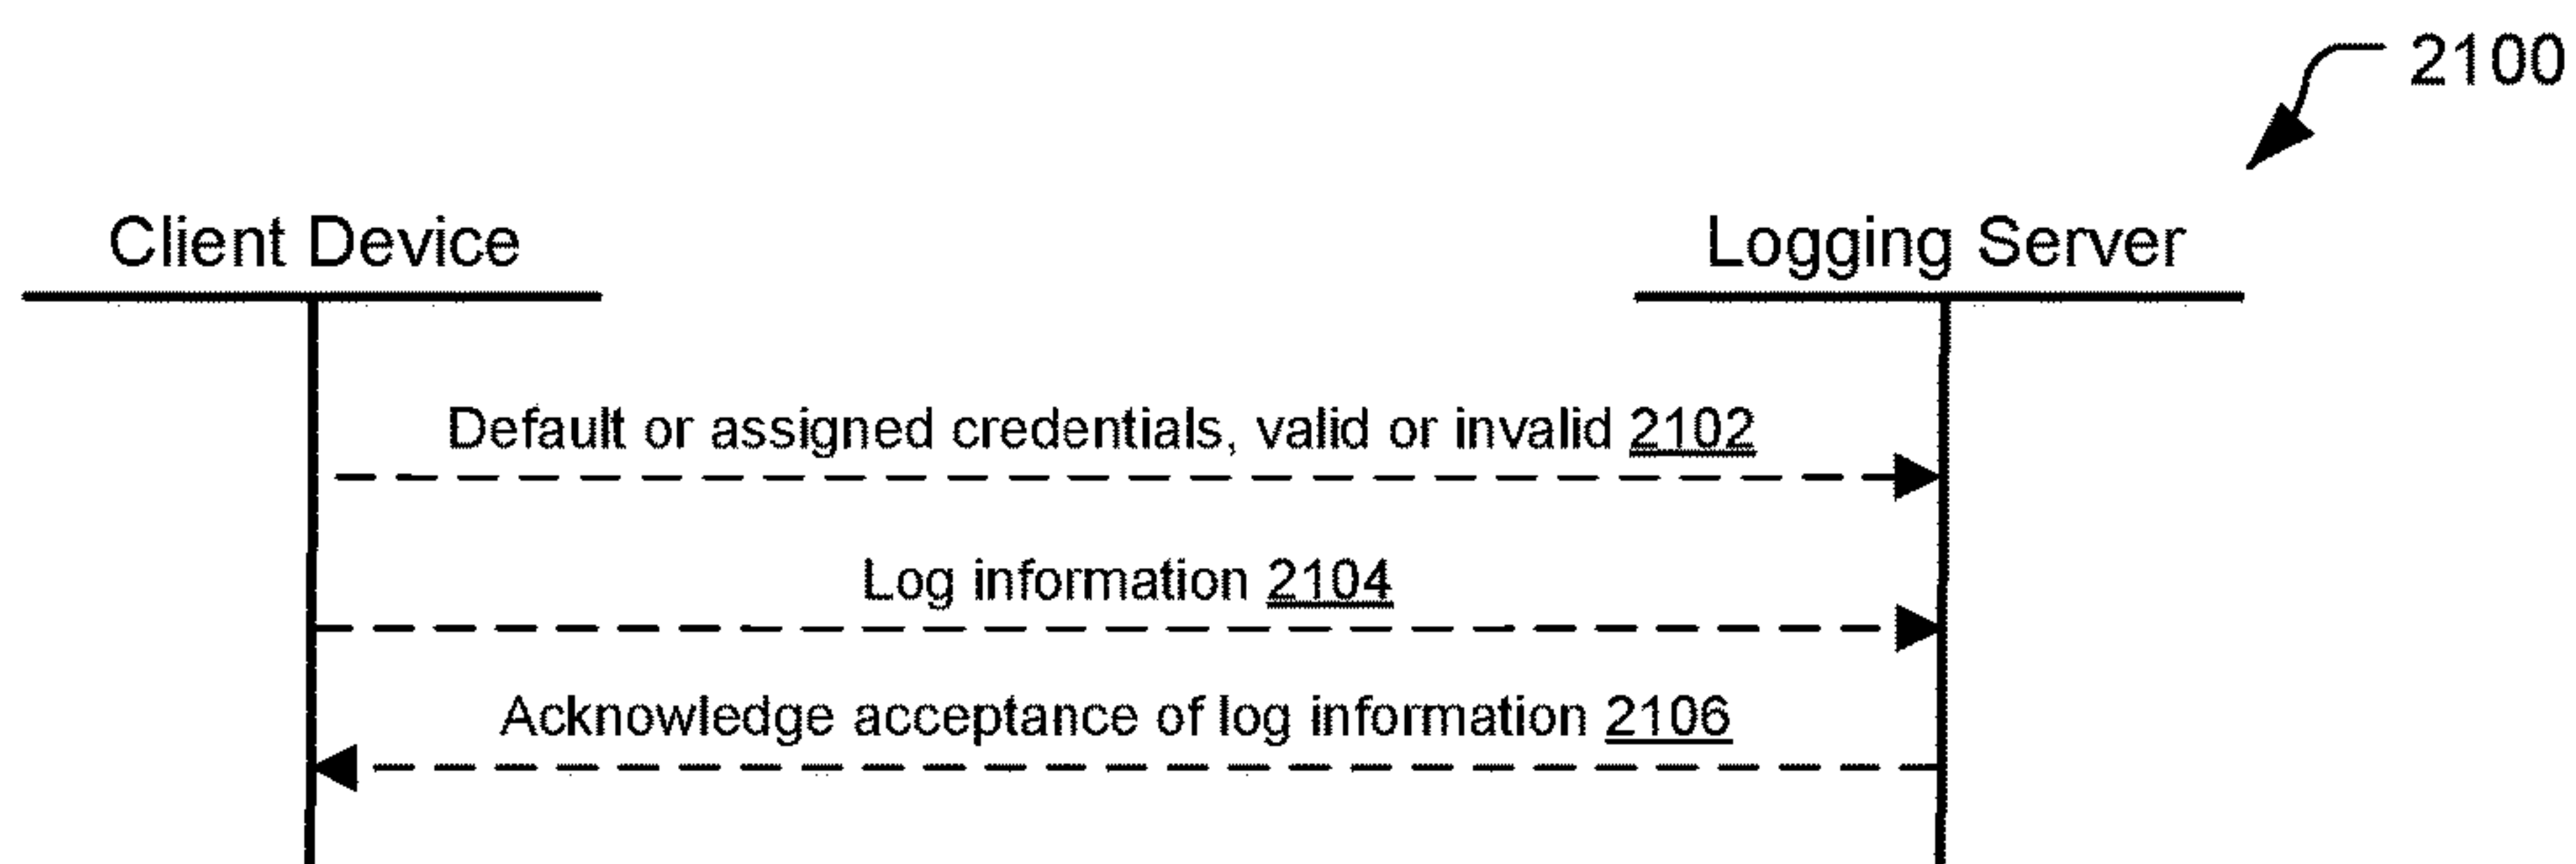 2100
Client Device
Logging Server
Default or assigned credentials, valid or invalid 2102
Log information 2104
Acknowledge acceptance of log information 2106